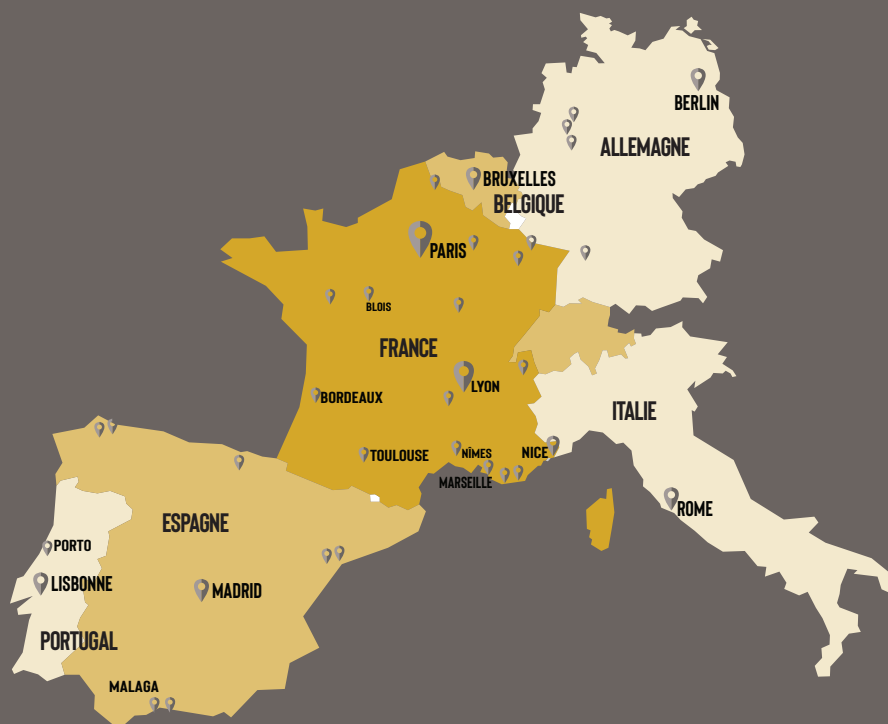 BERLIN
ALLEMAGNE
BRUXELLES
BELGIQUE
PARIS
BLOIS
FRANCE
LYON
BORDEAUX
ITALIE
TOULOUSE
NÎMES
NICE
MARSEILLE
ROME
ESPAGNE
PORTO
LISBONNE
MADRID
PORTUGAL
MALAGA